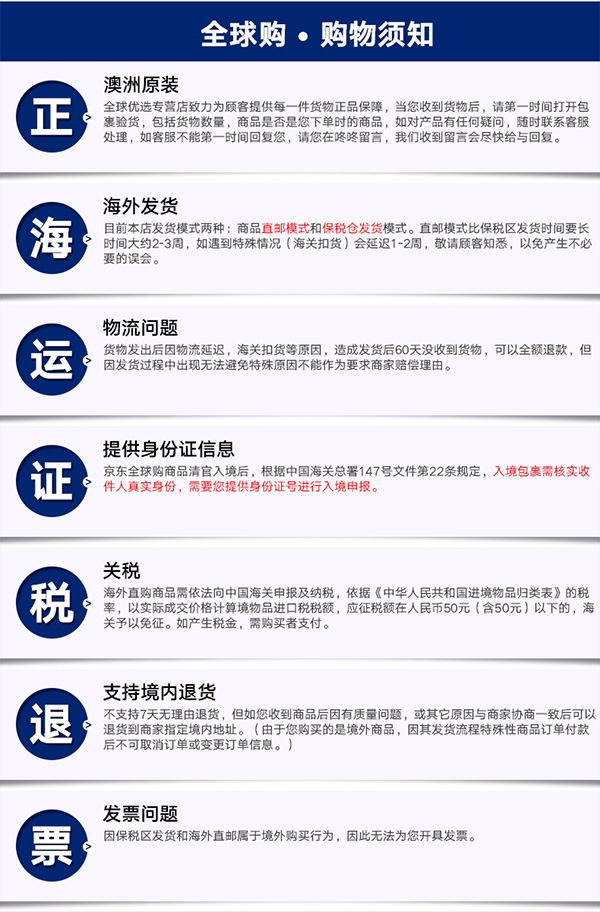 全球购 • 购物须知
正
澳洲原装
全球优选专营店致力为顾客提供每一件货物正品保障，当您收到货物后，请第一时间打开包
裹验货，包括货物数量，商品是否是您下单时的商品，如对产品有任何疑问，随时联系客服
处理，如客服不能第一时间回复您，请您在咚咚留言，我们收到留言会尽快给与回复。
海
海外发货
目前本店发货模式两种：商品直邮模式和保税仓发货模式。直邮模式比保税区发货时间要长
时间大约2-3周，如遇到特殊情况（海关扣货）会延迟1-2周，敬请顾客知悉，以免产生不必
要的误会。
运
物流问题
货物发出后因物流延迟，海关扣货等原因，造成发货后60天没收到货物，可以全额退款，但
因发货过程中出现无法避免特殊原因不能作为要求商家赔偿理由。
证
提供身份证信息
京东全球购商品清官入境后，根据中国海关总署147号文件第22条规定，入境包裹需核实收
件人真实身份，需要您提供身份证号进行入境申报。
税
关税
海外直购商品需依法向中国海关申报及纳税，依据《中华人民共和国进境物品归类表》的税
率，以实际成交价格计算境物品进口税税额，应征税额在人民币50元（含50元）以下的，海
关予以免征。如产生税金，需购买者支付。
退
支持境内退货
不支持7天无理由退货，但如您收到商品后因有质量问题，或其它原因与商家协商一致后可以
退货到商家指定境内地址。（由于您购买的是境外商品，因其发货流程特殊性商品订单付款
后不可取消订单或变更订单信息。）
票
发票问题
因保税区发货和海外直邮属于境外购买行为，因此无法为您开具发票。